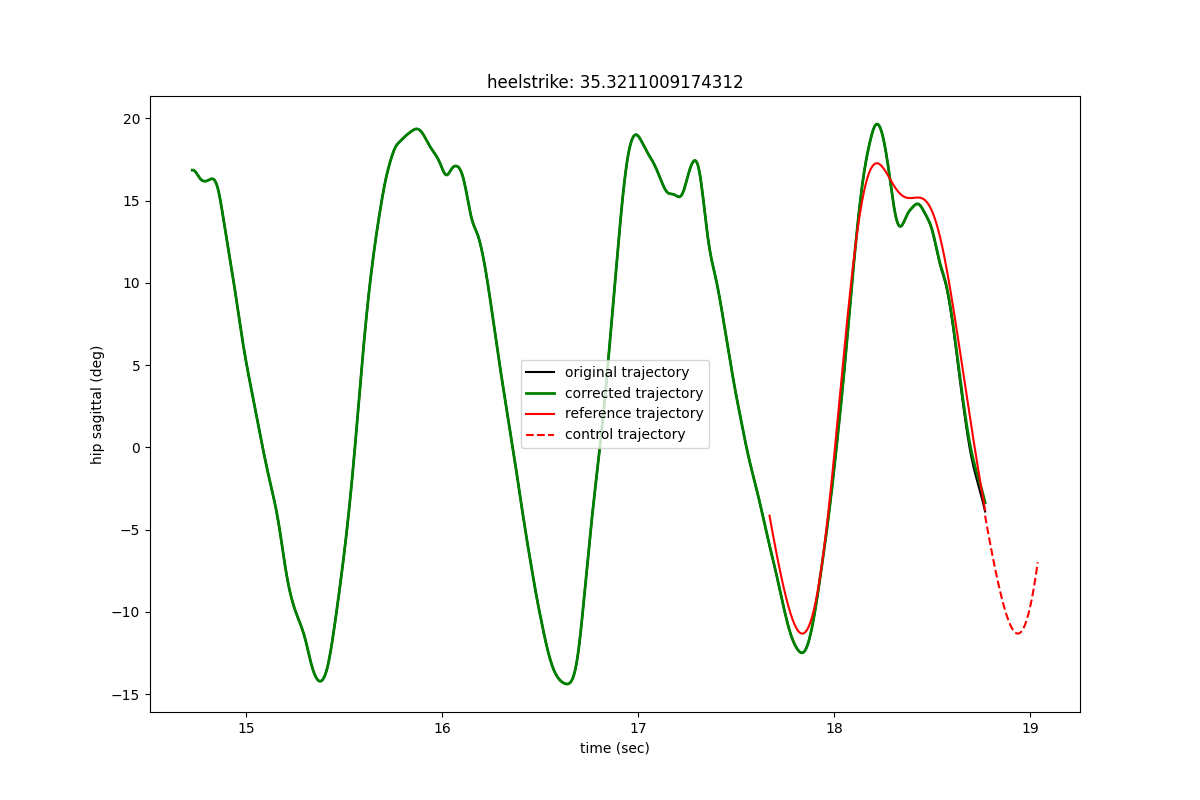 heelstrike: 35.3211009174312
20
15
10
5
0
−5
−10
−15
hip sagittal (deg)
original trajectory
corrected trajectory
reference trajectory
control trajectory
15 16 17 18 19
time (sec)